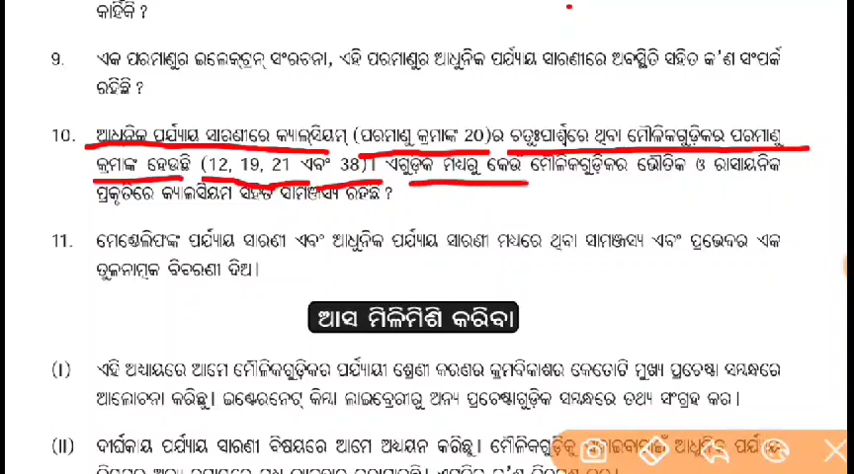 କାହିଁକି ?
9. ଏକ ପରମାଣୁର ଇଲେକ୍ଟ୍ରନ୍ ସଂରଚନା, ଏହି ପରମାଣୁର ଆଧୁନିକ ପର୍ଯ୍ୟାୟ ସାରଣୀରେ ଅବସ୍ଥିତି ସହିତ କ'ଣ ସଂପର୍କ
ରହିଛି ?
10. ଆଧୁନିକ ପର୍ଯ୍ୟାୟ ସାରଣୀରେ କ୍ୟାଲ୍‌ସିୟମ୍ (ପରମାଣୁ କ୍ରମାଙ୍କ 20)ର ଚତୁଃପାର୍ଶ୍ୱରେ ଥିବା ମୌଳିକଗୁଡ଼ିକର ପରମାଣୁ
କ୍ରମାଙ୍କ ହେଉଛି (12, 19, 21 ଏବଂ 38)। ଏଗୁଡ଼ିକ ମଧ୍ୟରୁ କେଉଁ ମୌଳିକଗୁଡ଼ିକର ଭୌତିକ ଓ ରାସାୟନିକ
ପ୍ରକୃତିରେ କ୍ୟାଲସିୟମ ସହିତ ସାମଞ୍ଜସ୍ୟ ରହିଛି ?
11. ମେଣ୍ଡେଲିଫଙ୍କ ପର୍ଯ୍ୟାୟ ସାରଣୀ ଏବଂ ଆଧୁନିକ ପର୍ଯ୍ୟାୟ ସାରଣୀ ମଧ୍ୟରେ ଥିବା ସାମଞ୍ଜସ୍ୟ ଏବଂ ପ୍ରଭେଦର ଏକ
ତୁଳନାତ୍ମକ ବିବରଣୀ ଦିଅ।
ଆସ ମିଳିମିଶି କରିବା
(I) ଏହି ଅଧ୍ୟାୟରେ ଆମେ ମୌଳିକଗୁଡ଼ିକର ପର୍ଯ୍ୟାୟୀ ଶ୍ରେଣୀ କରଣର କ୍ରମବିକାଶର କେତୋଟି ମୁଖ୍ୟ ପ୍ରଚେଷ୍ଟା ସମ୍ବନ୍ଧରେ
ଆଲୋଚନା କରିଛୁ। ଇଣ୍ଟେରନେଟ୍ କିମ୍ବା ଲାଇବ୍ରେରୀରୁ ଅନ୍ୟ ପ୍ରଚେଷ୍ଟାଗୁଡ଼ିକ ସମ୍ବନ୍ଧରେ ତଥ୍ୟ ସଂଗ୍ରହ କର।
(II) ଦୀର୍ଘକାୟ ପର୍ଯ୍ୟାୟ ସାରଣୀ ବିଷୟରେ ଆମେ ଅଧ୍ୟୟନ କରିଛୁ। ମୌଳିକଗୁଡ଼ିକୁ ଆଧୁନିକ ପର୍ଯ୍ୟାୟ